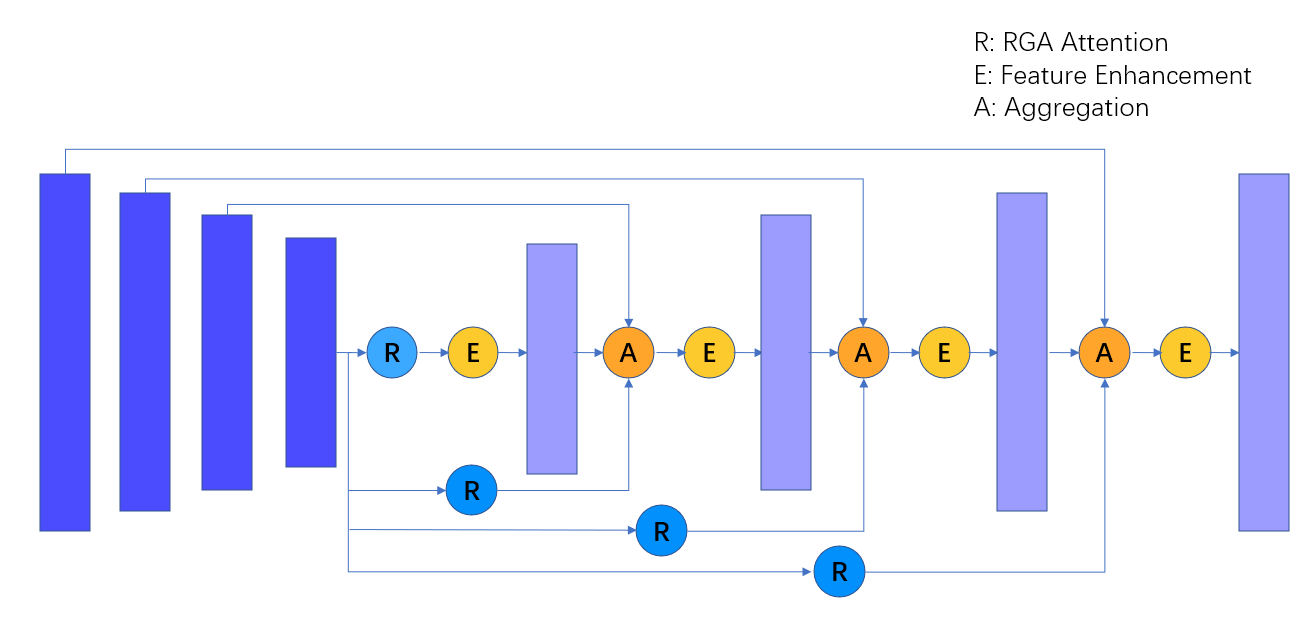 R: RGA Attention
E: Feature Enhancement
A: Aggregation
R
E
A
E
A
E
A
E
R
R
R